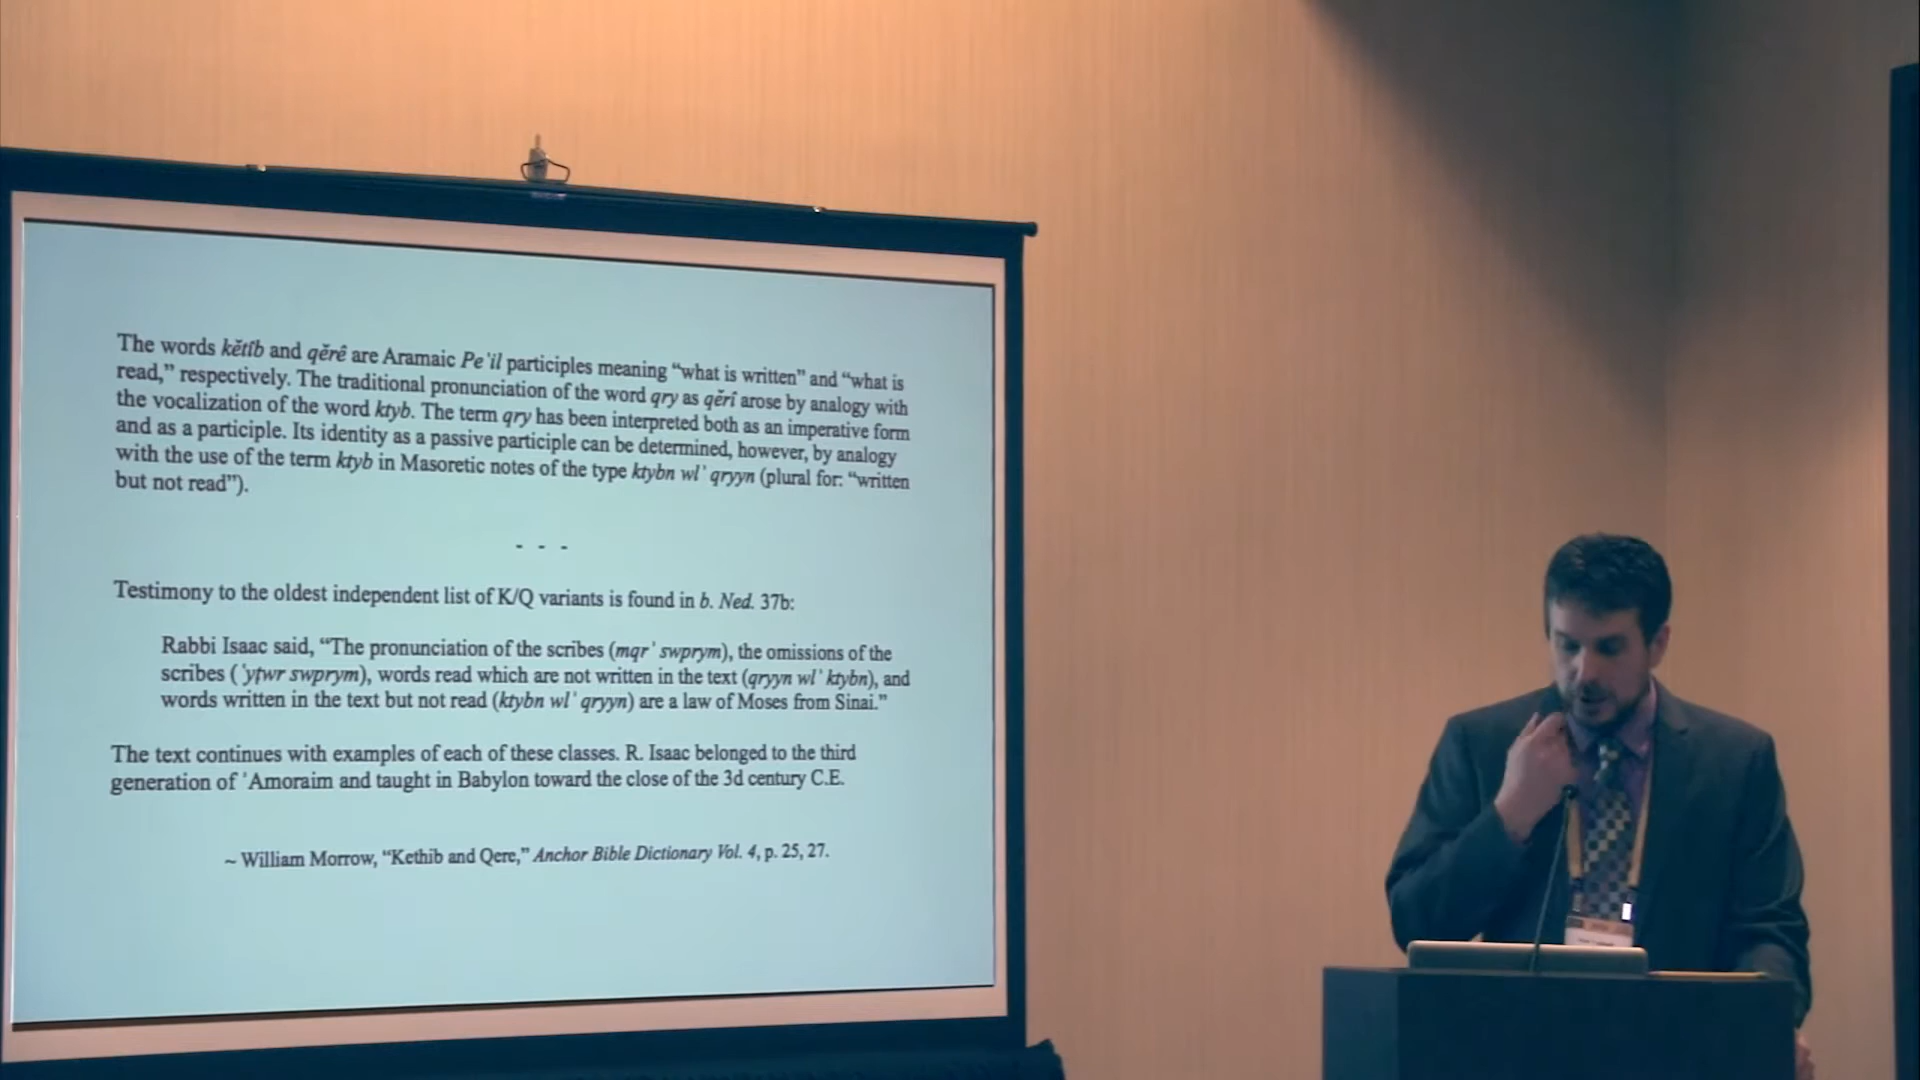 The words kĕtîb and qĕrê are Aramaic Peʿil participles meaning “what is written” and “what is
read,” respectively. The traditional pronunciation of the word qry as qĕrî arose by analogy with
the vocalization of the word ktyb. The term qry has been interpreted both as an imperative form
and as a participle. Its identity as a passive participle can be determined, however, by analogy
with the use of the term ktyb in Masoretic notes of the type ktybn wlʾ qryyn (plural for: “written
but not read”).
- - -
Testimony to the oldest independent list of K/Q variants is found in b. Ned. 37b:
Rabbi Isaac said, “The pronunciation of the scribes (mqrʾ swprym), the omissions of the
scribes (ʿyṭwr swprym), words read which are not written in the text (qryyn wlʾ ktybn), and
words written in the text but not read (ktybn wlʾ qryyn) are a law of Moses from Sinai.”
The text continues with examples of each of these classes. R. Isaac belonged to the third
generation of ʾAmoraim and taught in Babylon toward the close of the 3d century C.E.
~ William Morrow, “Kethib and Qere,” Anchor Bible Dictionary Vol. 4, p. 25, 27.